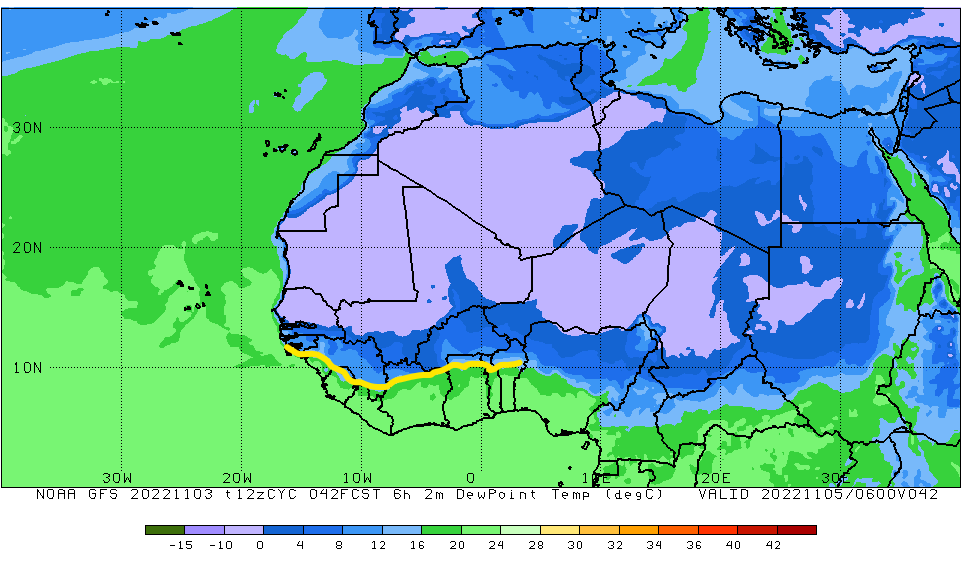 30N
20N
10N
30W 20W 10W 0 10E 20E 30E
NOAA GFS 20221103 t12zCYC 042FCST 6h 2m DewPoint Temp (degC) VALID 20221105/0600V042
-15 -10 0 4 8 12 16 20 24 28 30 32 34 36 40 42